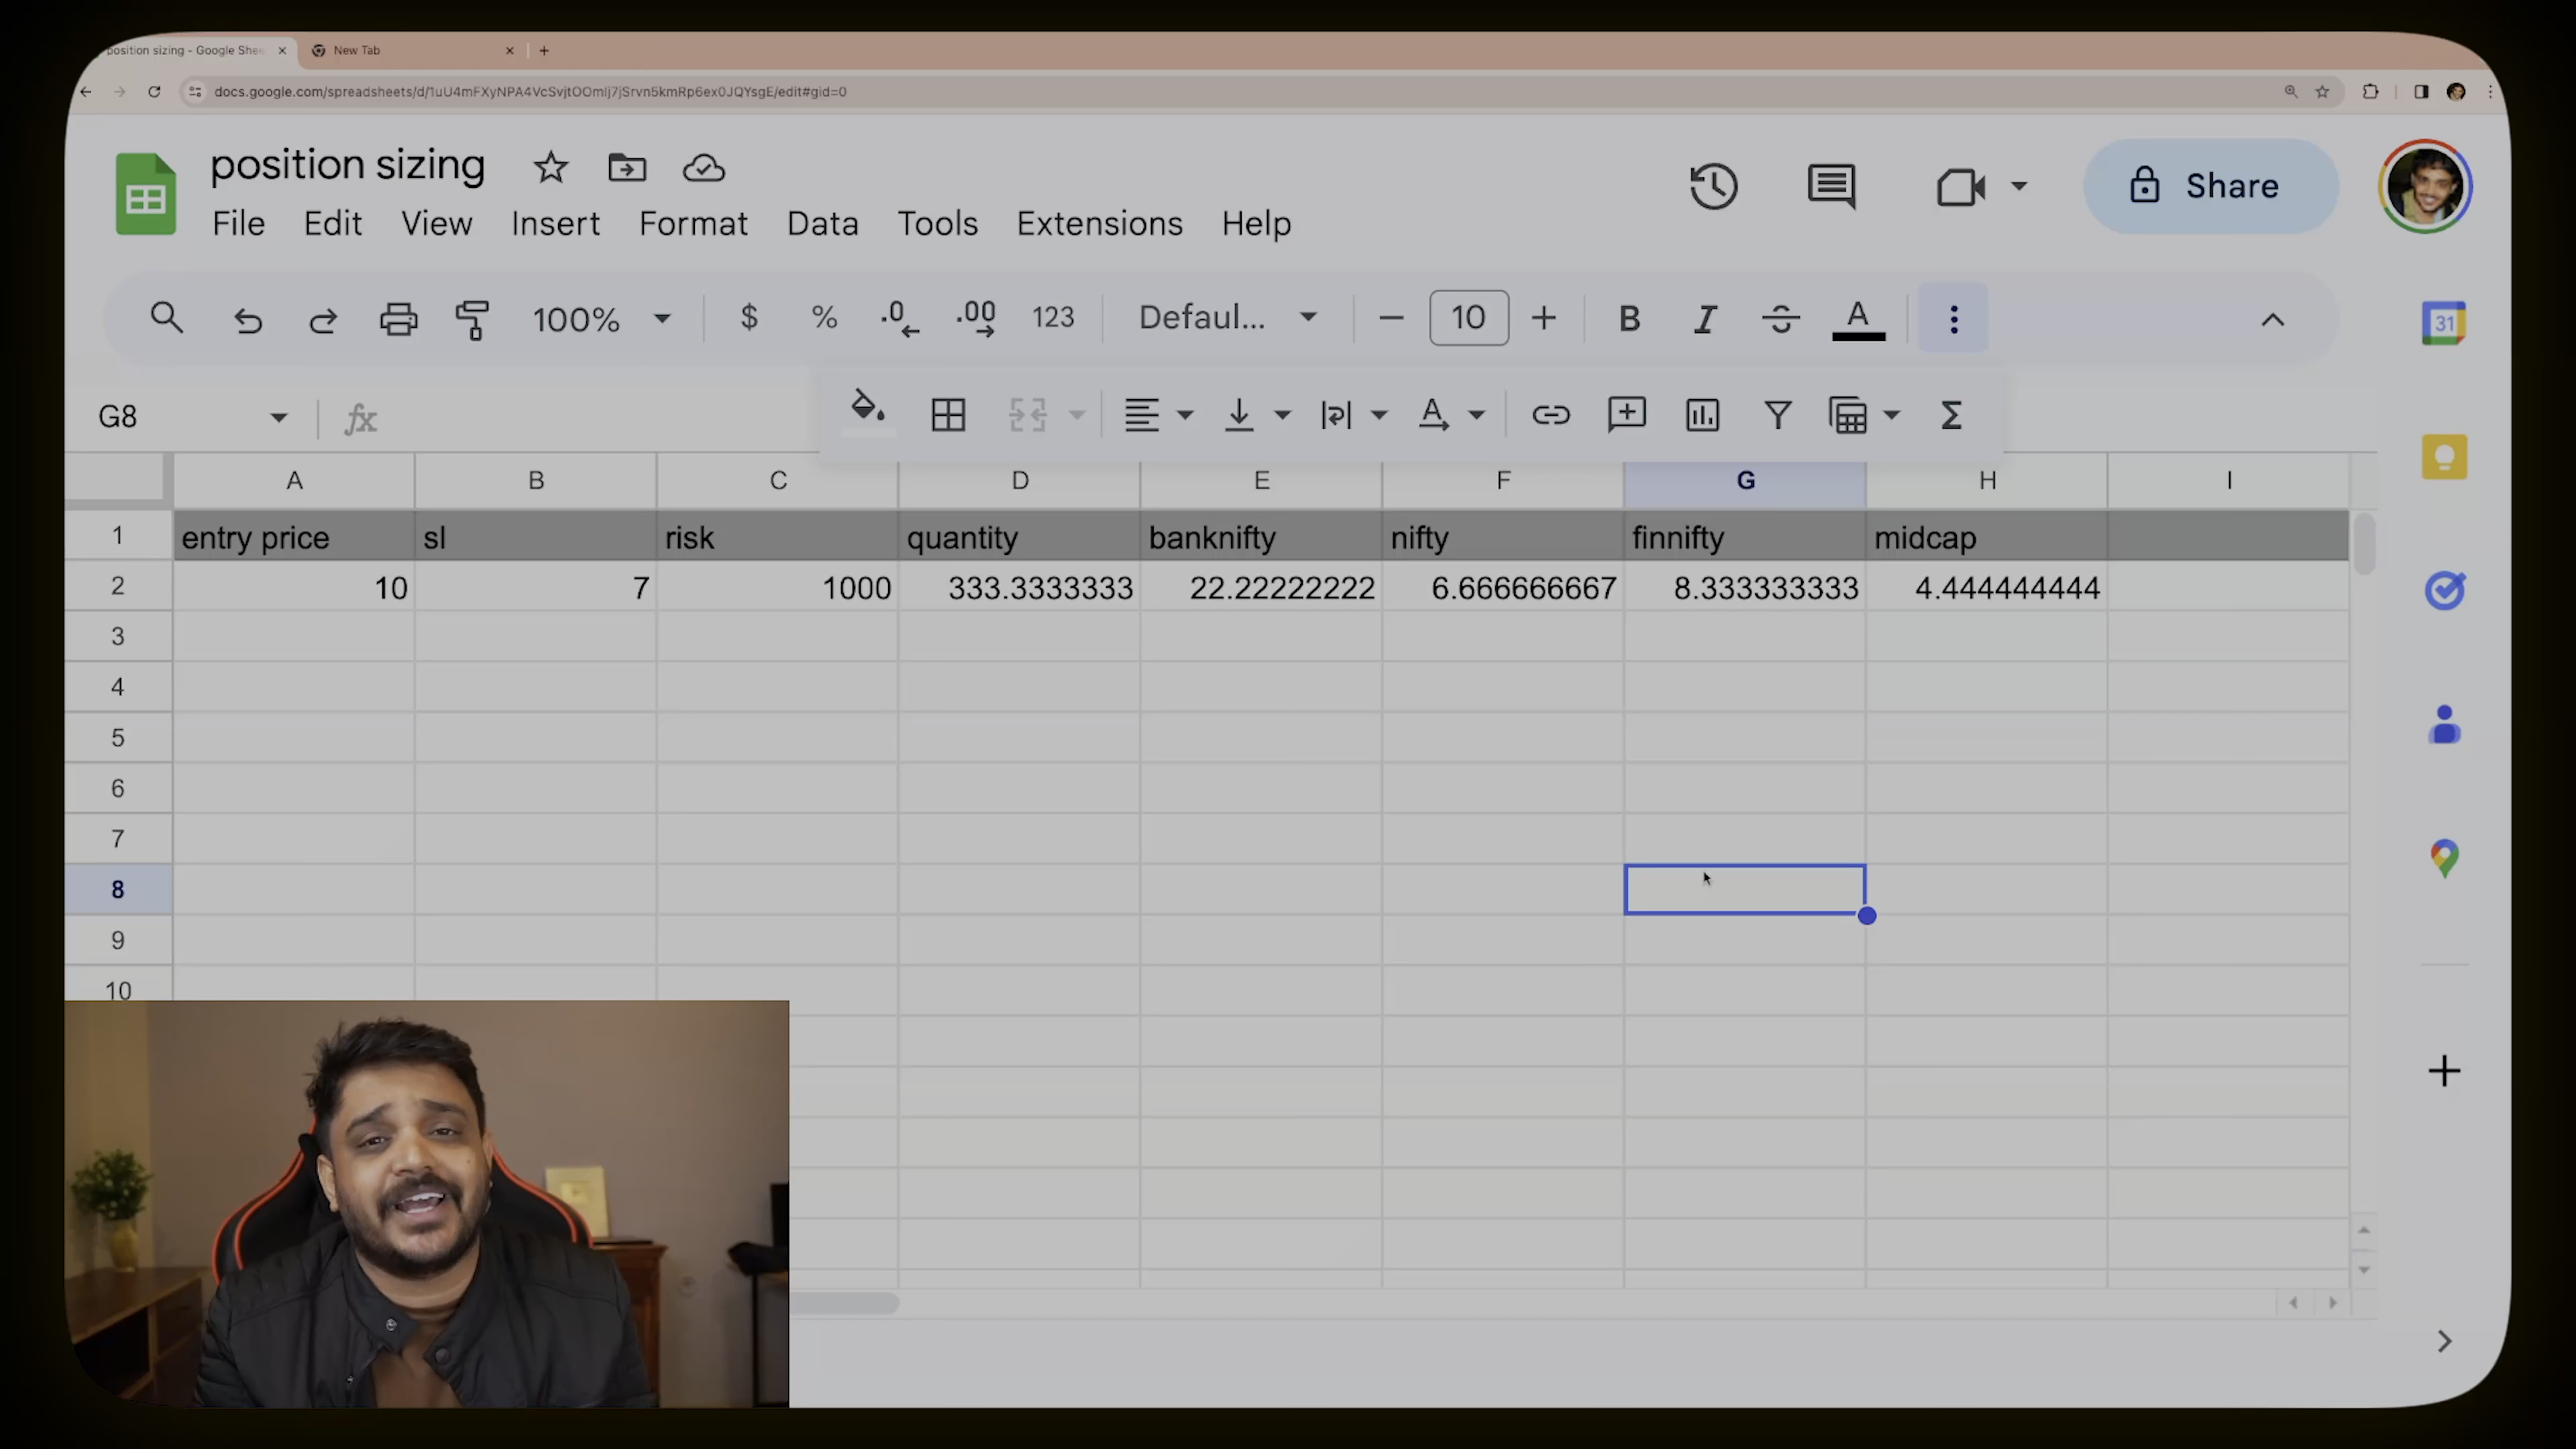 position sizing - Google Shee
New Tab
docs.google.com/spreadsheets/d/1uU4mFXyNPA4VcSvjtOOmIj7jSrvn5kmRp6ex0JQYsgE/edit#gid=0
position sizing
File Edit View Insert Format Data Tools Extensions Help
Share
100% $ % .0 .00 123 Defaul... 10 B I A
31
G8 fx
A B C D E F G H I
1 entry price sl risk quantity banknifty nifty finnifty midcap
2 10 7 1000 333.3333333 22.22222222 6.666666667 8.333333333 4.444444444
3
4
5
6
7
8
9
10